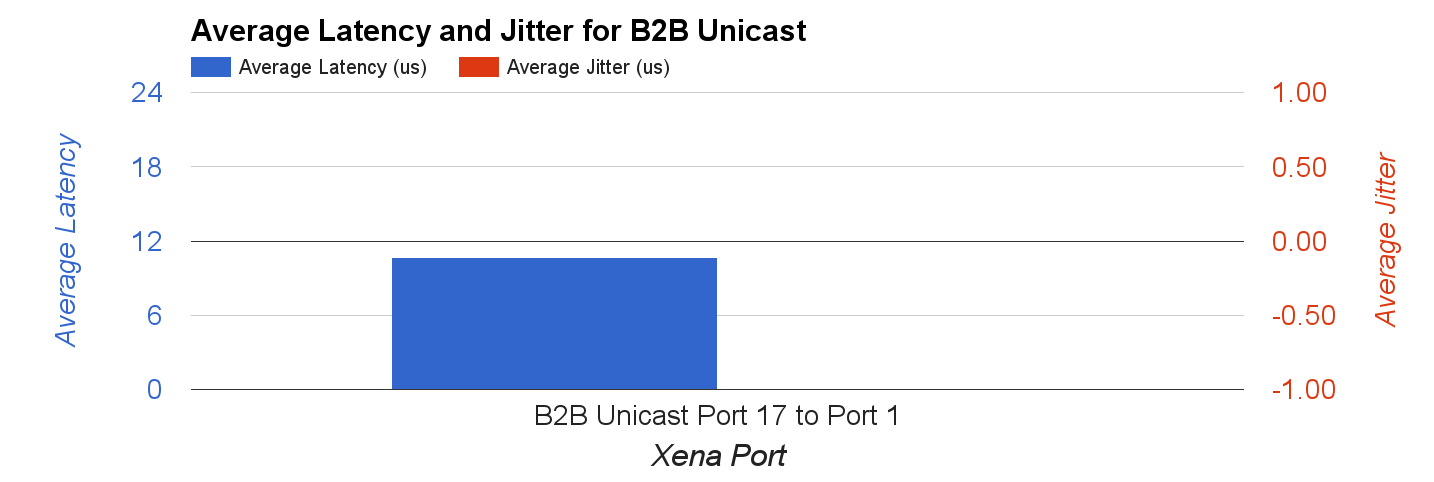 Average Latency and Jitter for B2B Unicast
Average Latency (us) Average Jitter (us)
24 1.00
18 0.50
12 0.00
6 -0.50
0 -1.00
Average Latency
Average Jitter
B2B Unicast Port 17 to Port 1
Xena Port